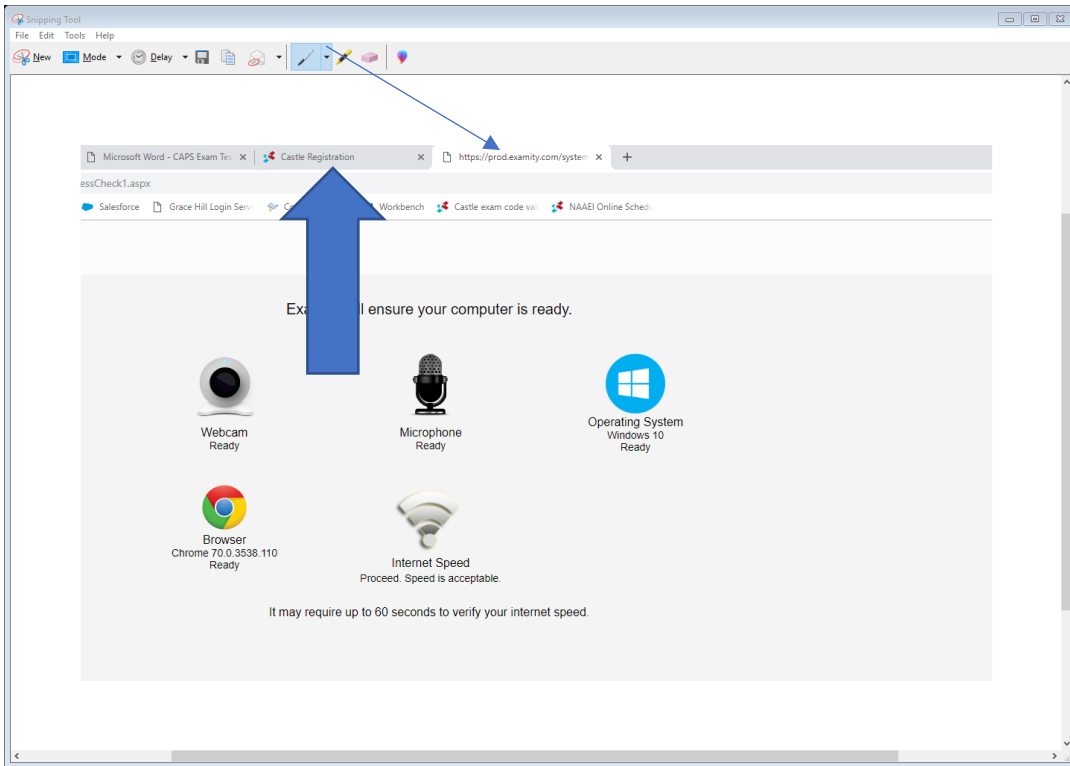 Snipping Tool
File Edit Tools Help
New Mode Delay
Microsoft Word - CAPS Exam Tes Castle Registration https://prod.examity.com/system
essCheck1.aspx
Salesforce Grace Hill Login Serv Workbench Castle exam code val NAAEI Online Sched
ensure your computer is ready.
Webcam
Ready
Microphone
Ready
Operating System
Windows 10
Ready
Browser
Chrome 70.0.3538.110
Ready
Internet Speed
Proceed. Speed is acceptable.
It may require up to 60 seconds to verify your internet speed.